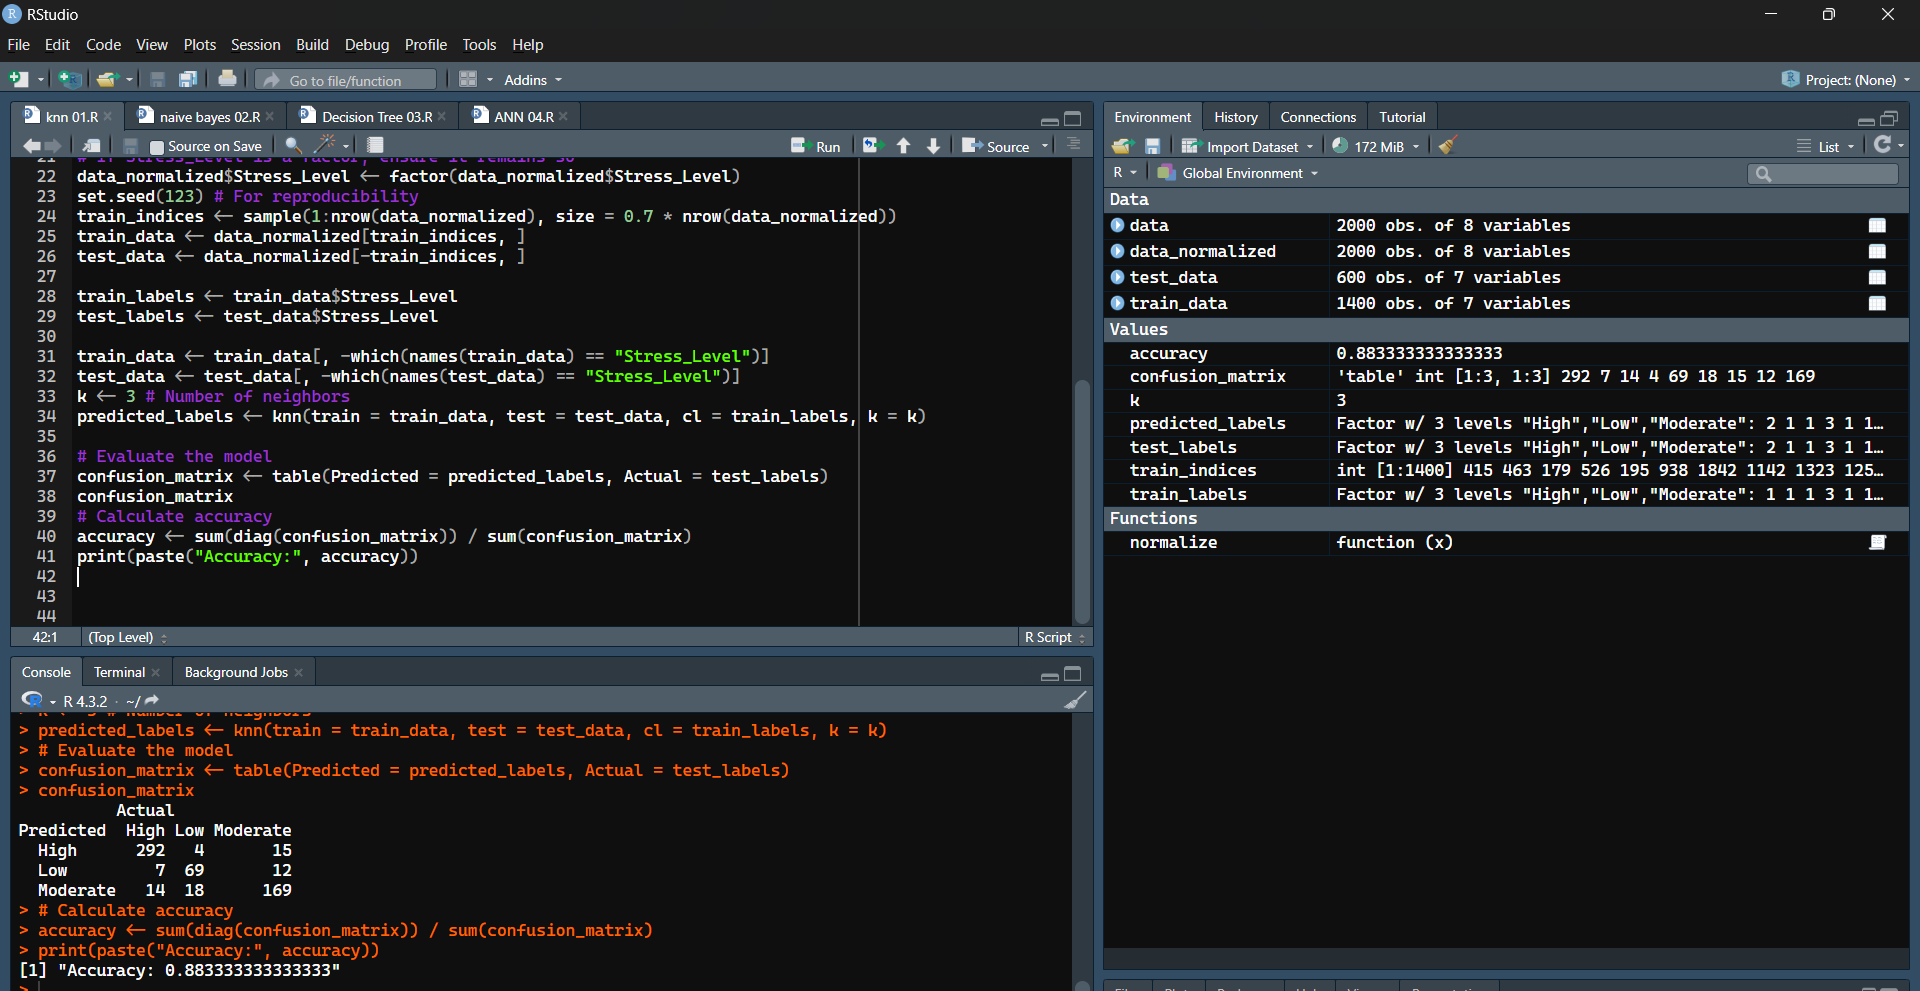 RStudio
File Edit Code View Plots Session Build Debug Profile Tools Help
Go to file/function Addins Project: (None)
knn 01.R naive bayes 02.R Decision Tree 03.R ANN 04.R
Source on Save Run Source
21 # If Stress_Level is a factor, ensure it remains so
22 data_normalized$Stress_Level <- factor(data_normalized$Stress_Level)
23 set.seed(123) # For reproducibility
24 train_indices <- sample(1:nrow(data_normalized), size = 0.7 * nrow(data_normalized))
25 train_data <- data_normalized[train_indices, ]
26 test_data <- data_normalized[-train_indices, ]
27
28 train_labels <- train_data$Stress_Level
29 test_labels <- test_data$Stress_Level
30
31 train_data <- train_data[, -which(names(train_data) == "Stress_Level")]
32 test_data <- test_data[, -which(names(test_data) == "Stress_Level")]
33 k <- 3 # Number of neighbors
34 predicted_labels <- knn(train = train_data, test = test_data, cl = train_labels, k = k)
35
36 # Evaluate the model
37 confusion_matrix <- table(Predicted = predicted_labels, Actual = test_labels)
38 confusion_matrix
39 # Calculate accuracy
40 accuracy <- sum(diag(confusion_matrix)) / sum(confusion_matrix)
41 print(paste("Accuracy:", accuracy))
42
43
44
42:1 (Top Level) R Script
Console Terminal Background Jobs
R 4.3.2 · ~/
> k <- 3 # Number of neighbors
> predicted_labels <- knn(train = train_data, test = test_data, cl = train_labels, k = k)
> # Evaluate the model
> confusion_matrix <- table(Predicted = predicted_labels, Actual = test_labels)
> confusion_matrix
Actual
Predicted High Low Moderate
High 292 4 15
Low 7 69 12
Moderate 14 18 169
> # Calculate accuracy
> accuracy <- sum(diag(confusion_matrix)) / sum(confusion_matrix)
> print(paste("Accuracy:", accuracy))
[1] "Accuracy: 0.883333333333333"
>
Environment History Connections Tutorial
Import Dataset 172 MiB List
R Global Environment
Data
data 2000 obs. of 8 variables
data_normalized 2000 obs. of 8 variables
test_data 600 obs. of 7 variables
train_data 1400 obs. of 7 variables
Values
accuracy 0.883333333333333
confusion_matrix 'table' int [1:3, 1:3] 292 7 14 4 69 18 15 12 169
k 3
predicted_labels Factor w/ 3 levels "High","Low","Moderate": 2 1 1 3 1 1…
test_labels Factor w/ 3 levels "High","Low","Moderate": 2 1 1 3 1 1…
train_indices int [1:1400] 415 463 179 526 195 938 1842 1142 1323 125…
train_labels Factor w/ 3 levels "High","Low","Moderate": 1 1 1 3 1 1…
Functions
normalize function (x)